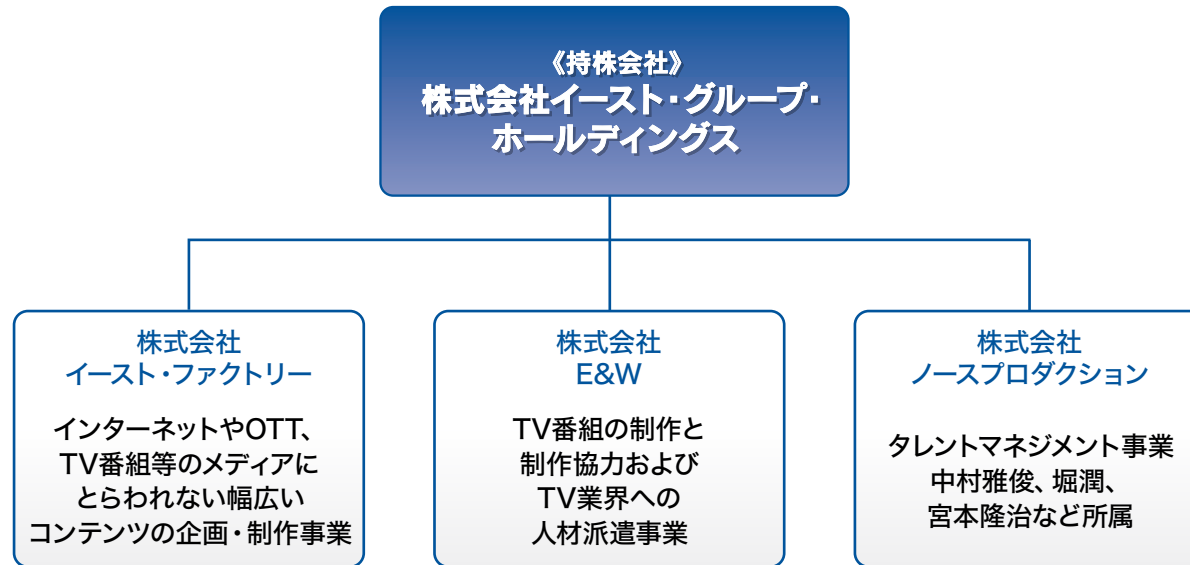 《持株会社》
株式会社イースト・グループ・
ホールディングス
株式会社
イースト・ファクトリー
インターネットやOTT、
TV番組等のメディアに
とらわれない幅広い
コンテンツの企画・制作事業
株式会社
E&W
TV番組の制作と
制作協力および
TV業界への
人材派遣事業
株式会社
ノースプロダクション
タレントマネジメント事業
中村雅俊、堀潤、
宮本隆治など所属